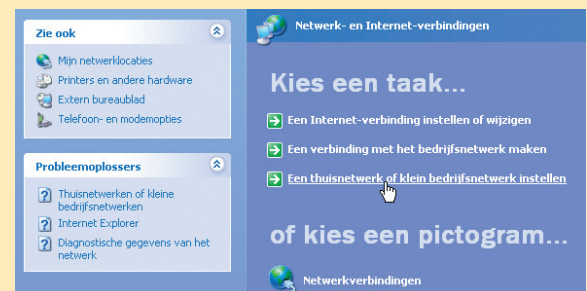 Zie ook
Mijn netwerklocaties
Printers en andere hardware
Extern bureaublad
Telefoon- en modemopties
Probleemoplossers
Thuisnetwerken of kleine
bedrijfsnetwerken
Internet Explorer
Diagnostische gegevens van het
netwerk
Netwerk- en Internet-verbindingen
Kies een taak...
Een Internet-verbinding instellen of wijzigen
Een verbinding met het bedrijfsnetwerk maken
Een thuisnetwerk of klein bedrijfsnetwerk instellen
of kies een pictogram...
Netwerkverbindingen